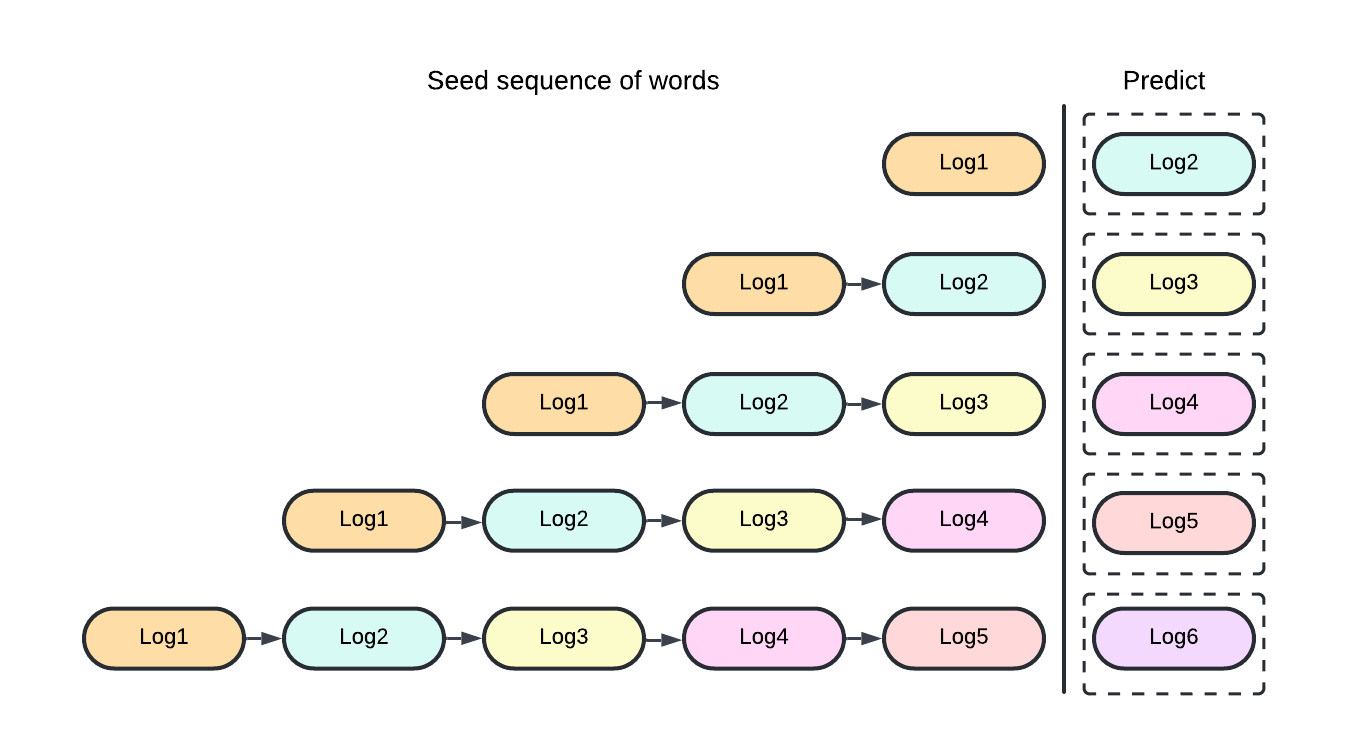 Seed sequence of words Predict
Log1 Log2
Log1 Log2 Log3
Log1 Log2 Log3 Log4
Log1 Log2 Log3 Log4 Log5
Log1 Log2 Log3 Log4 Log5 Log6